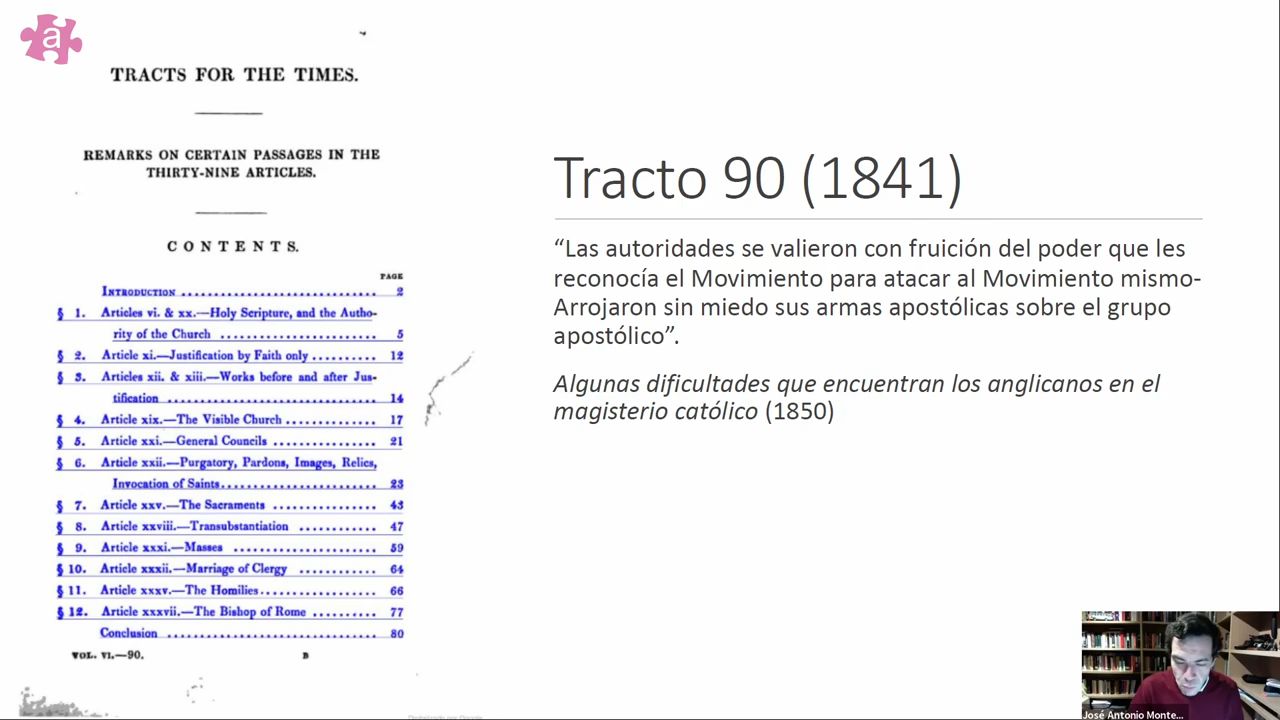 a
TRACTS FOR THE TIMES.
REMARKS ON CERTAIN PASSAGES IN THE
THIRTY-NINE ARTICLES.
CONTENTS.
PAGE
INTRODUCTION .................................... 2
§ 1. Articles vi. & xx.—Holy Scripture, and the Autho-
rity of the Church ........................ 5
§ 2. Article xi.—Justification by Faith only .......... 12
§ 3. Articles xii. & xiii.—Works before and after Jus-
tification .................................. 14
§ 4. Article xix.—The Visible Church .............. 17
§ 5. Article xxi.—General Councils ................ 21
§ 6. Article xxii.—Purgatory, Pardons, Images, Relics,
Invocation of Saints........................ 23
§ 7. Article xxv.—The Sacraments ................ 43
§ 8. Article xxviii.—Transubstantiation ............ 47
§ 9. Article xxxi.—Masses ...................... 59
§ 10. Article xxxii.—Marriage of Clergy ............ 64
§ 11. Article xxxv.—The Homilies.................. 66
§ 12. Article xxxvii.—The Bishop of Rome .......... 77
Conclusion .................................. 80
VOL. VI.—90. B
Tracto 90 (1841)
“Las autoridades se valieron con fruición del poder que les
reconocía el Movimiento para atacar al Movimiento mismo-
Arrojaron sin miedo sus armas apostólicas sobre el grupo
apostólico”.
Algunas dificultades que encuentran los anglicanos en el
magisterio católico (1850)
José Antonio Monte...